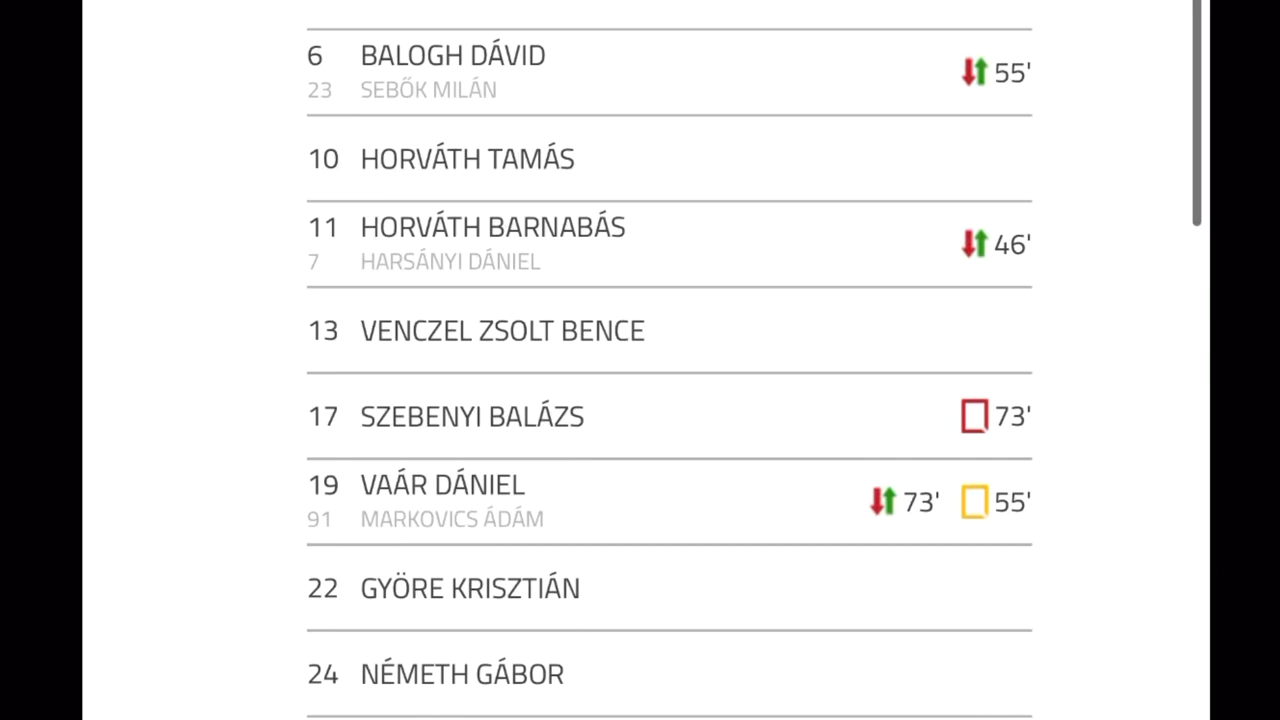 6 BALOGH DÁVID
23 SEBŐK MILÁN
55'
10 HORVÁTH TAMÁS
11 HORVÁTH BARNABÁS
7 HARSÁNYI DÁNIEL
46'
13 VENCZEL ZSOLT BENCE
17 SZEBENYI BALÁZS 73'
19 VAÁR DÁNIEL
91 MARKOVICS ÁDÁM
73' 55'
22 GYÖRE KRISZTIÁN
24 NÉMETH GÁBOR